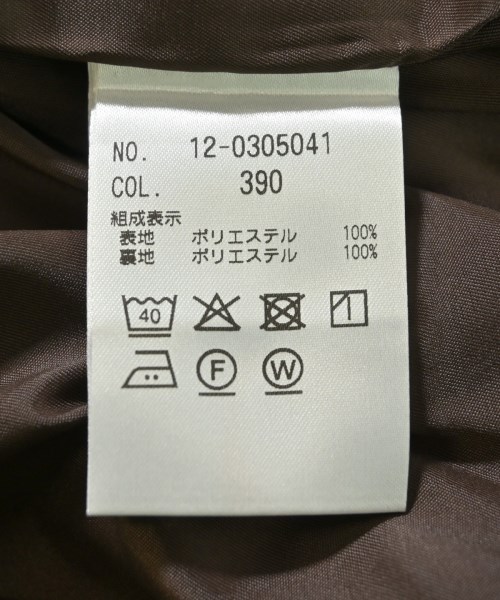 NO. 12-0305041
COL. 390
組成表示
表地 ポリエステル 100%
裏地 ポリエステル 100%
40
F W